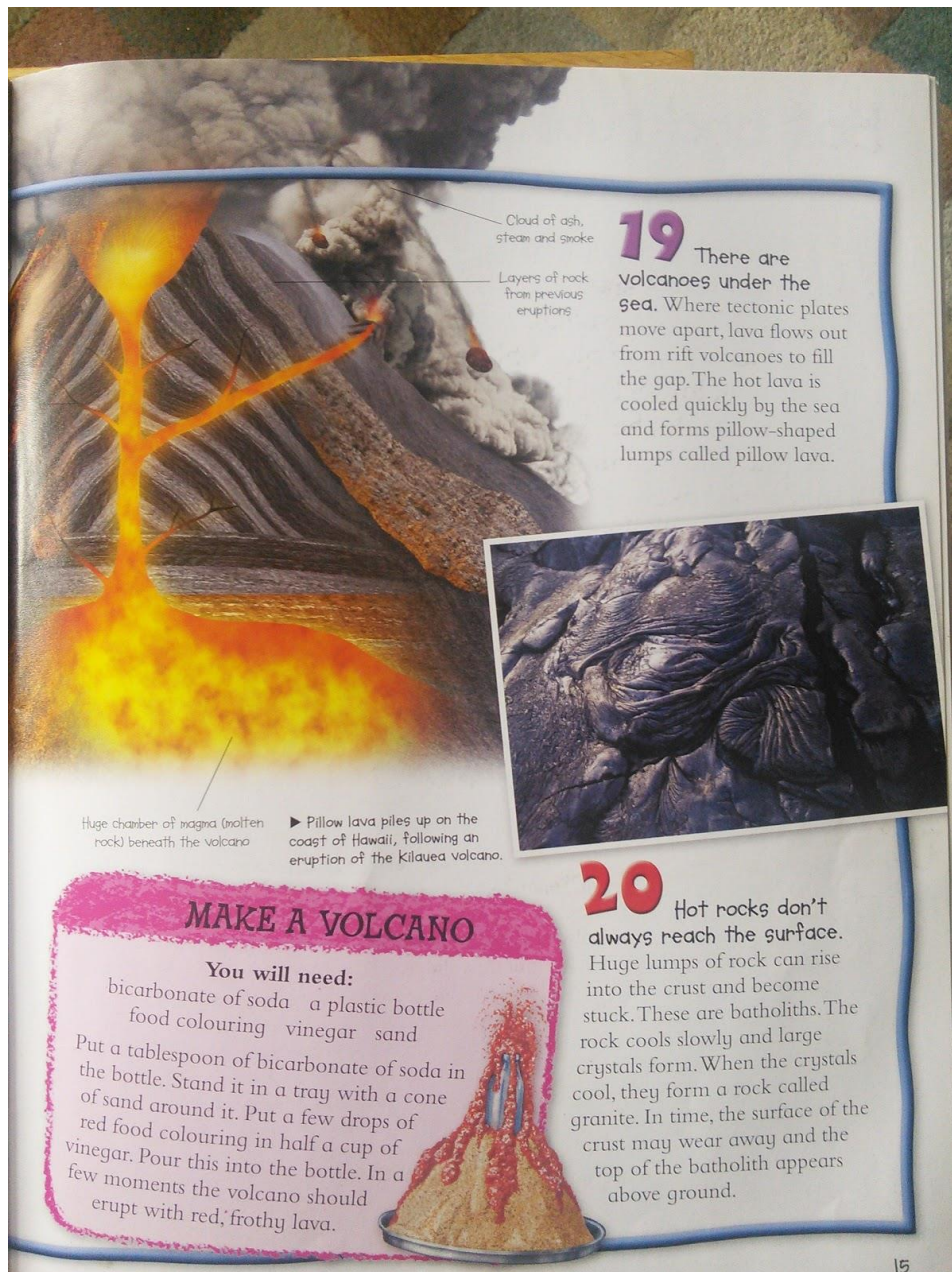 Cloud of ash,
steam and smoke
Layers of rock
from previous
eruptions
19 There are
volcanoes under the
sea. Where tectonic plates
move apart, lava flows out
from rift volcanoes to fill
the gap. The hot lava is
cooled quickly by the sea
and forms pillow-shaped
lumps called pillow lava.
Huge chamber of magma (molten
rock) beneath the volcano
▶ Pillow lava piles up on the
coast of Hawaii, following an
eruption of the Kilauea volcano.
MAKE A VOLCANO
You will need:
bicarbonate of soda a plastic bottle
food colouring vinegar sand
Put a tablespoon of bicarbonate of soda in
the bottle. Stand it in a tray with a cone
of sand around it. Put a few drops of
red food colouring in half a cup of
vinegar. Pour this into the bottle. In a
few moments the volcano should
erupt with red, frothy lava.
20 Hot rocks don't
always reach the surface.
Huge lumps of rock can rise
into the crust and become
stuck. These are batholiths. The
rock cools slowly and large
crystals form. When the crystals
cool, they form a rock called
granite. In time, the surface of the
crust may wear away and the
top of the batholith appears
above ground.
15